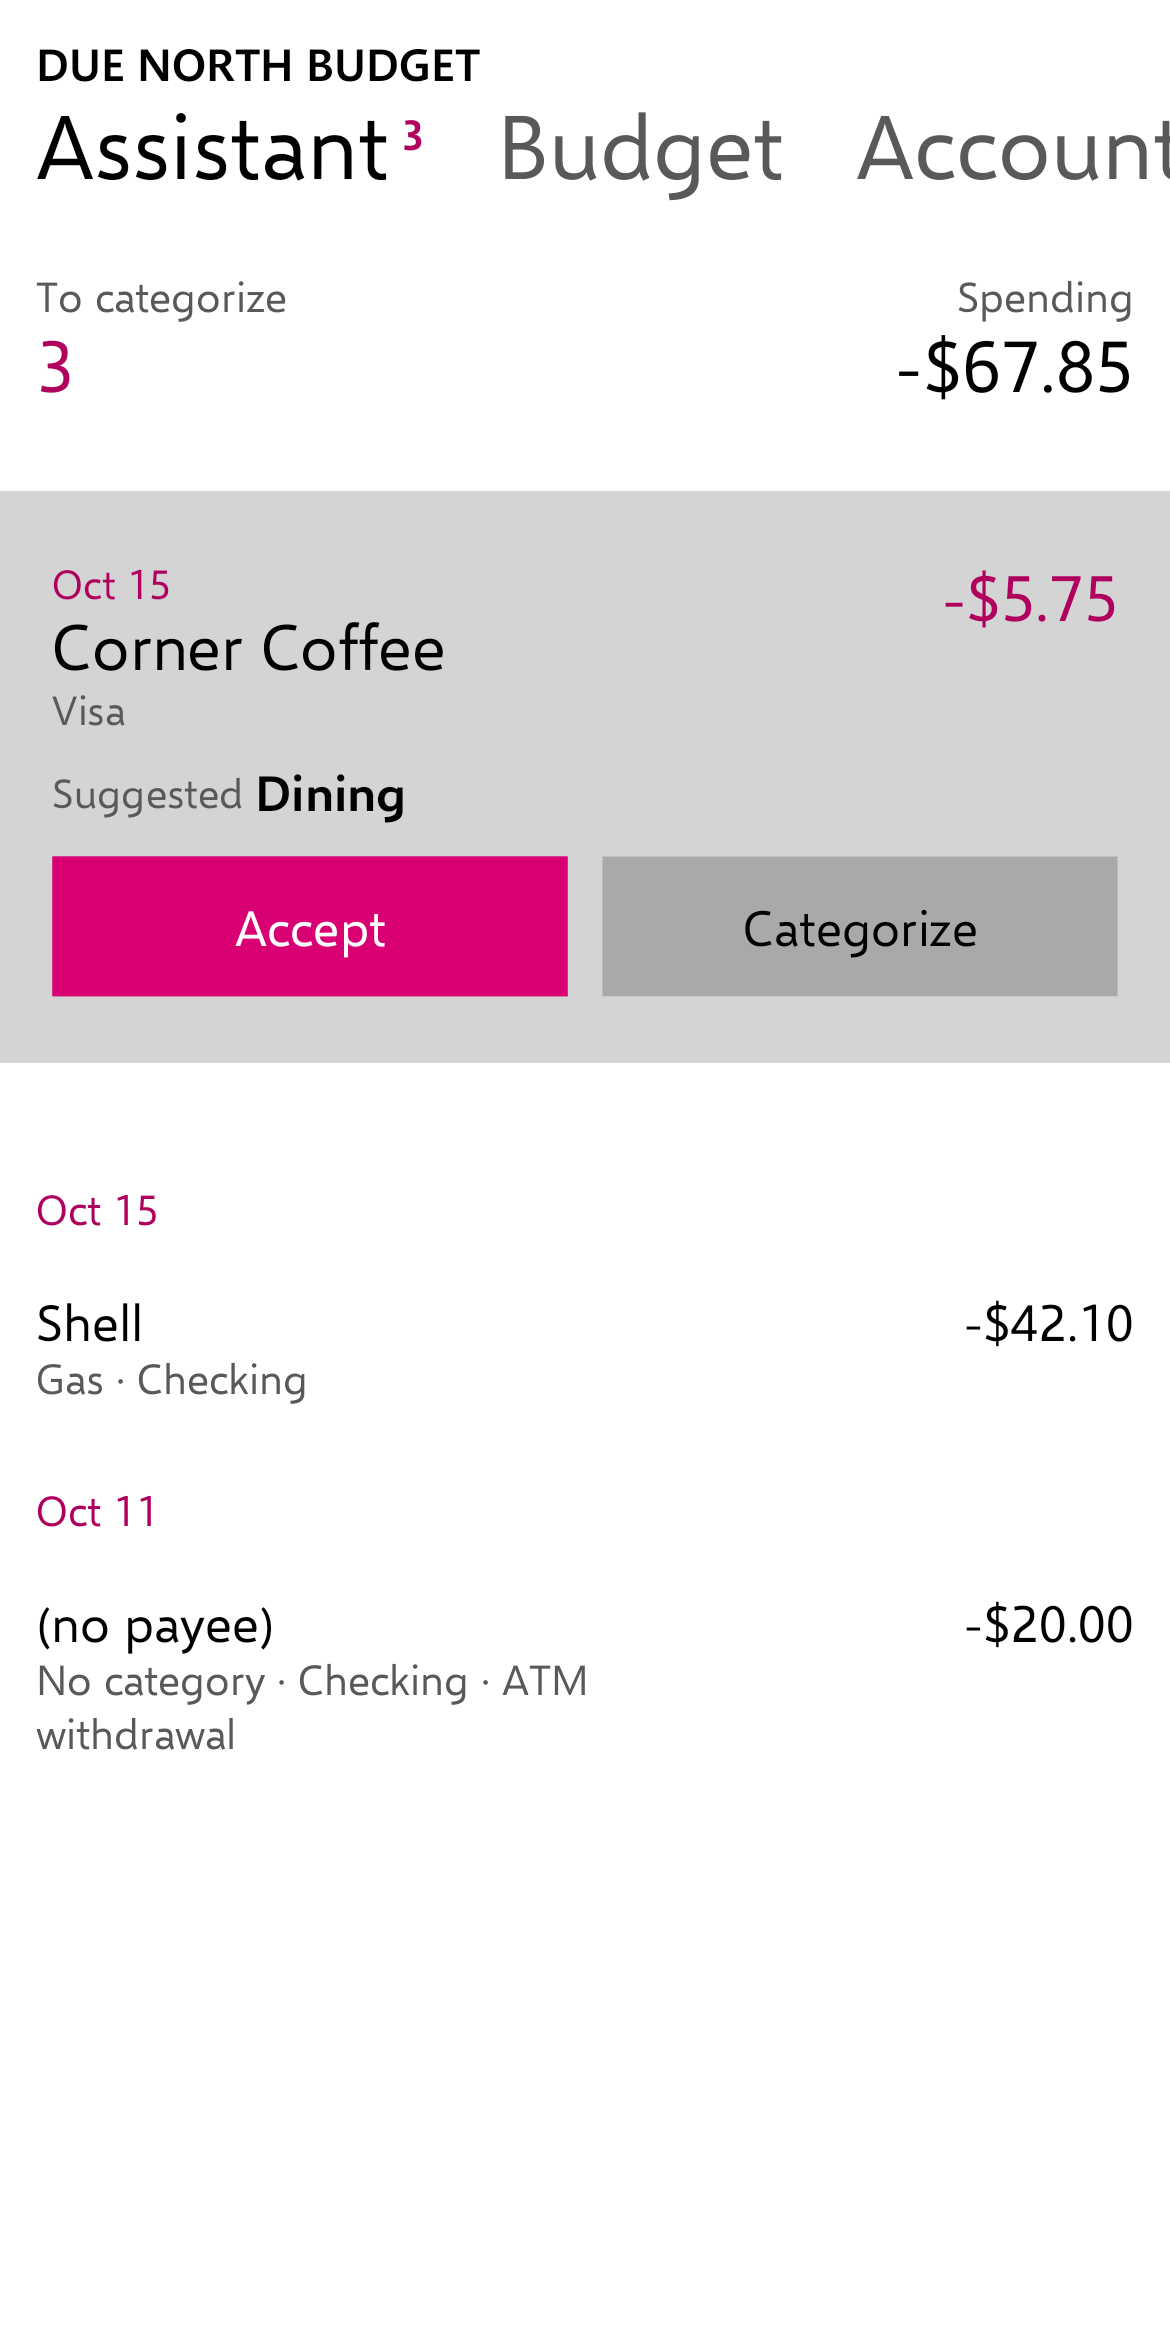 DUE NORTH BUDGET
Assistant 3 Budget Account
To categorize Spending
3 -$67.85
Oct 15 -$5.75
Corner Coffee
Visa
Suggested Dining
Accept Categorize
Oct 15
Shell -$42.10
Gas · Checking
Oct 11
(no payee) -$20.00
No category · Checking · ATM
withdrawal